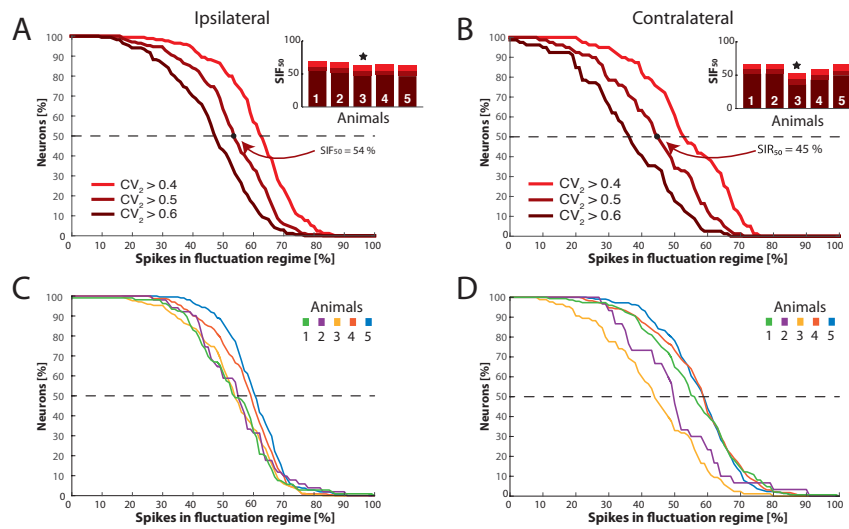 Ipsilateral
Contralateral
A
100
90
80
70
60
50
40
30
20
10
0
Neurons [%]
0 10 20 30 40 50 60 70 80 90 100
Spikes in fluctuation regime [%]
CV2 > 0.4
CV2 > 0.5
CV2 > 0.6
SIF50 = 54 %
SIF50
100
50
0
1 2 3 4 5
Animals
B
100
90
80
70
60
50
40
30
20
10
0
Neurons [%]
0 10 20 30 40 50 60 70 80 90 100
Spikes in fluctuation regime [%]
CV2 > 0.4
CV2 > 0.5
CV2 > 0.6
SIR50 = 45 %
SIF50
100
50
0
1 2 3 4 5
Animals
C
100
90
80
70
60
50
40
30
20
10
0
Neurons [%]
0 20 40 60 80 100
Spikes in fluctuation regime [%]
Animals
1 2 3 4 5
D
100
90
80
70
60
50
40
30
20
10
0
Neurons [%]
0 10 20 30 40 50 60 70 80 90 100
Spikes in fluctuation regime [%]
Animals
1 2 3 4 5